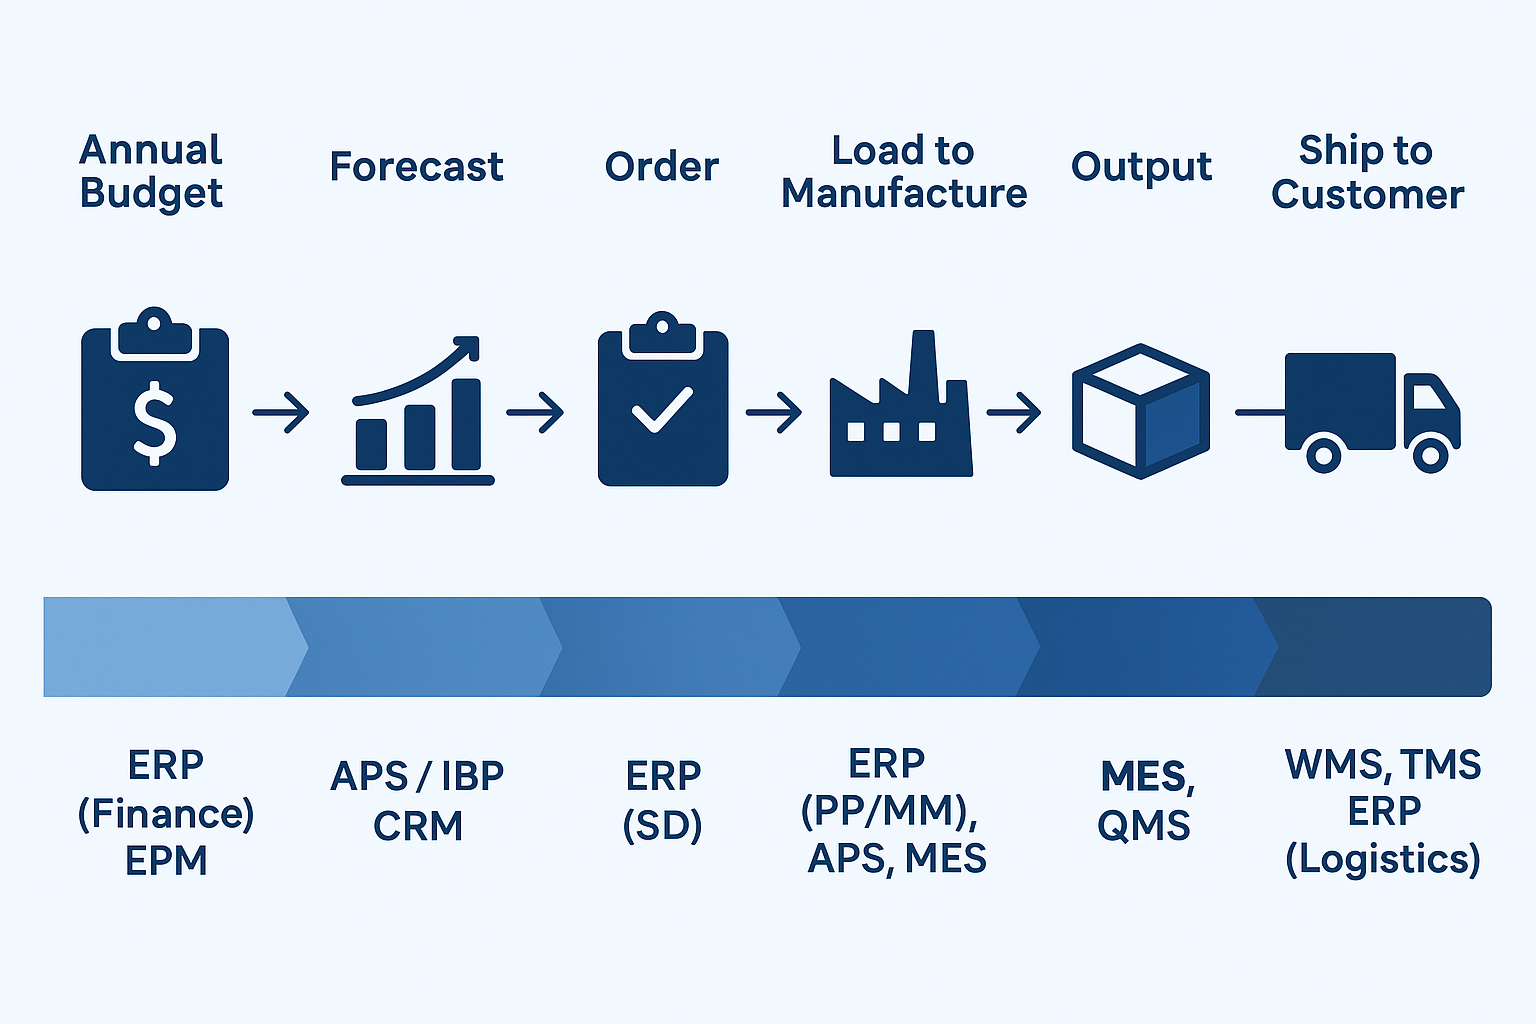 Annual
Budget
Forecast
Order
Load to
Manufacture
Output
Ship to
Customer
$
ERP
(Finance)
EPM
APS / IBP
CRM
ERP
(SD)
ERP
(PP/MM),
APS, MES
MES,
QMS
WMS, TMS
ERP
(Logistics)